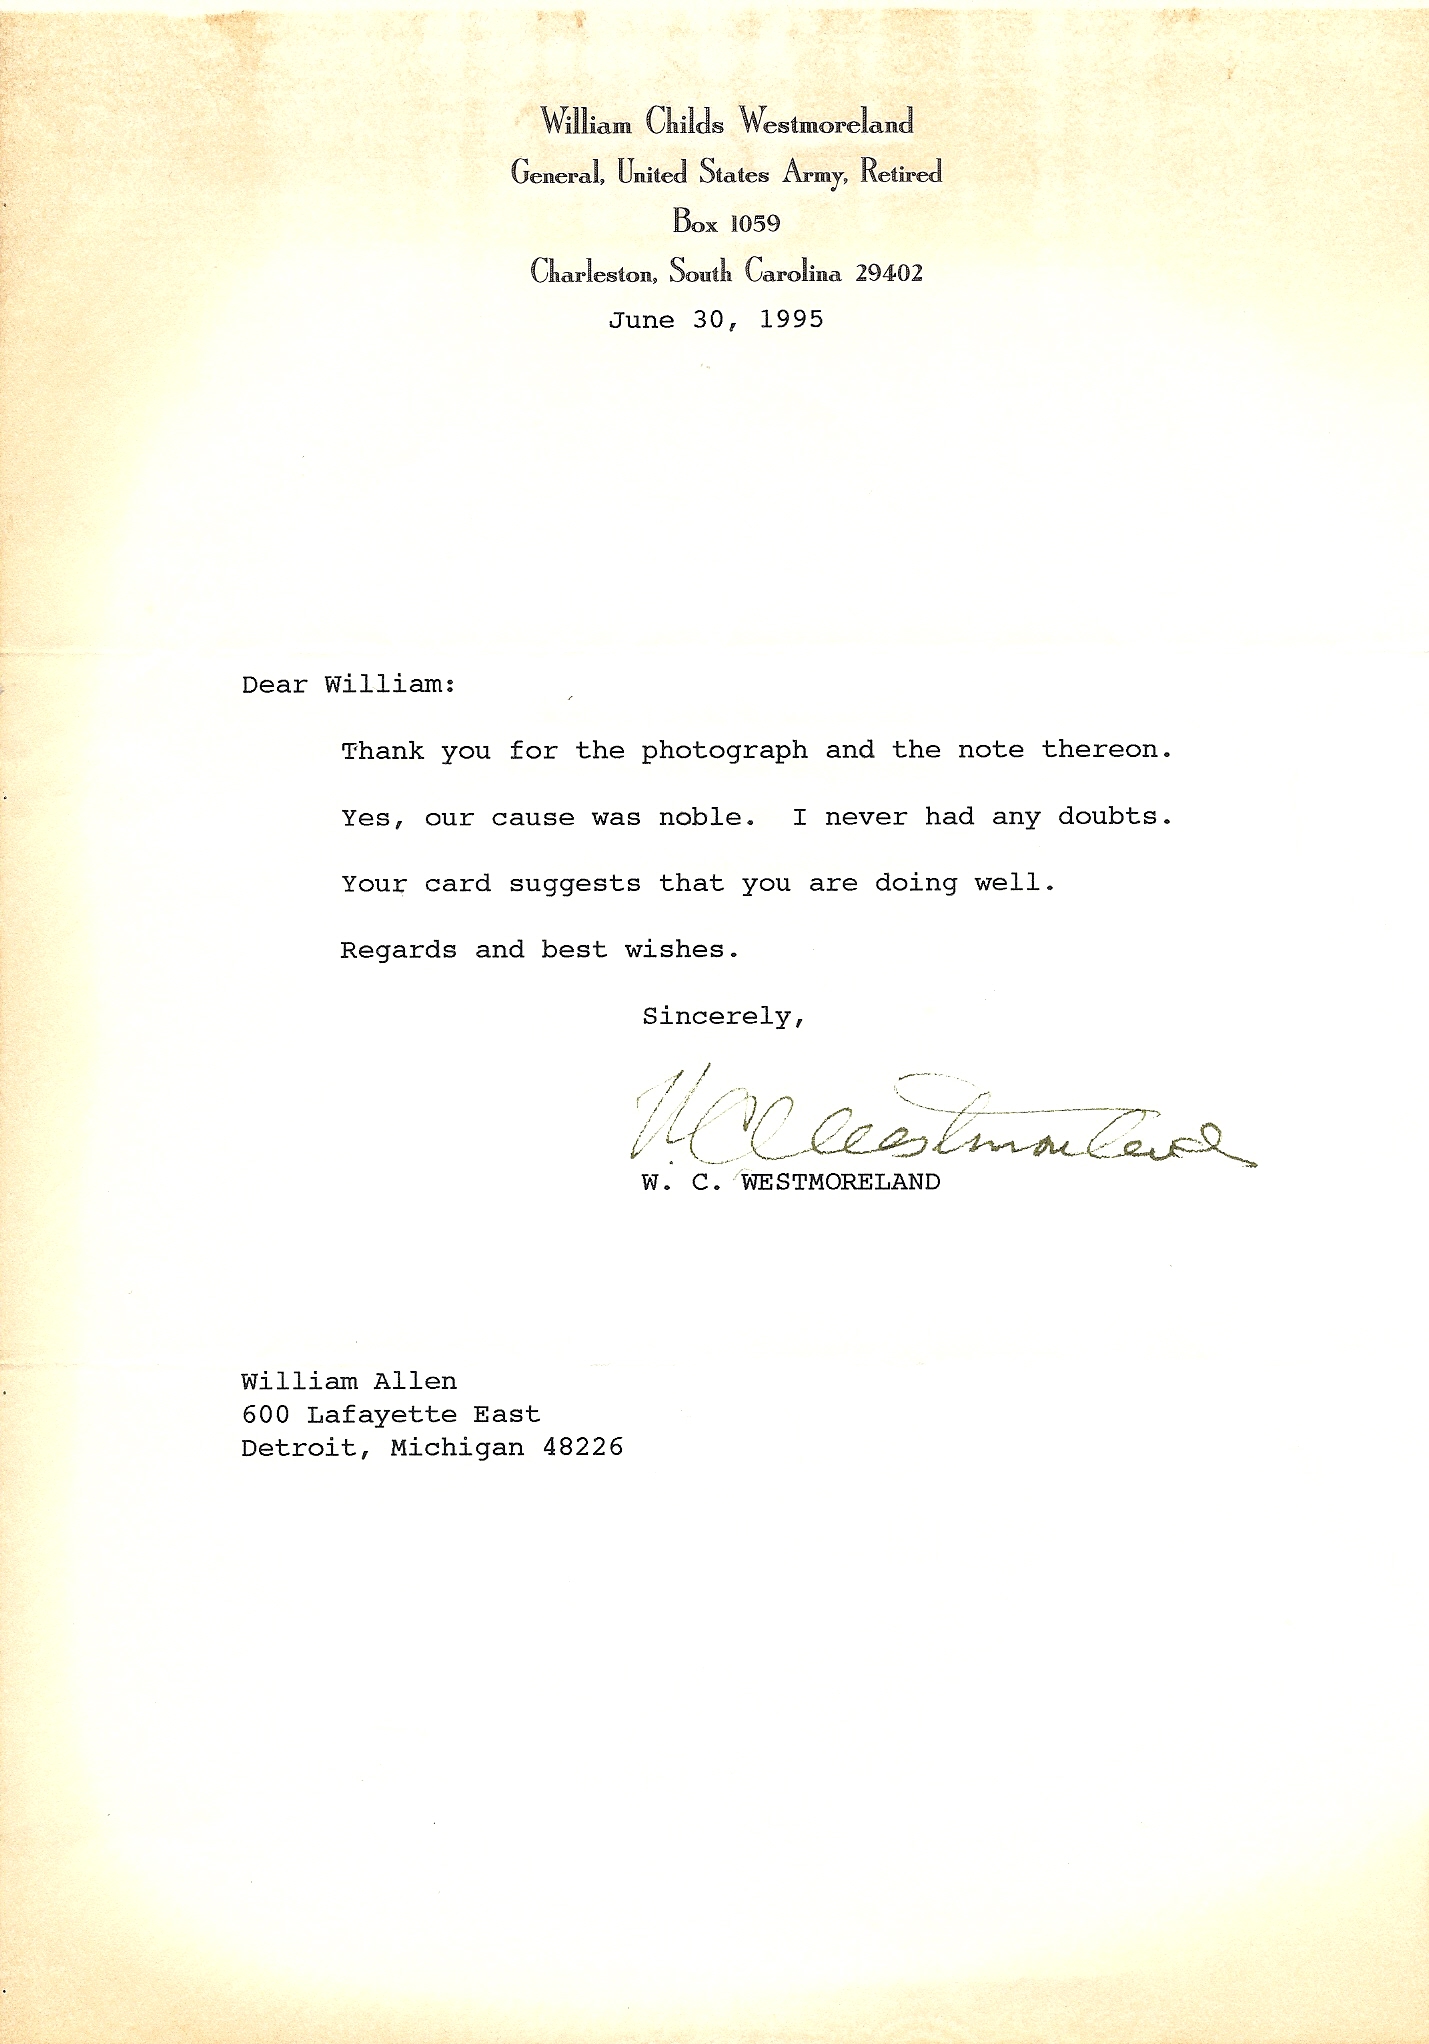 William Childs Westmoreland
General, United States Army, Retired
Box 1059
Charleston, South Carolina 29402
June 30, 1995
Dear William:
Thank you for the photograph and the note thereon.
Yes, our cause was noble. I never had any doubts.
Your card suggests that you are doing well.
Regards and best wishes.
Sincerely,
W C Westmoreland
W. C. WESTMORELAND
William Allen
600 Lafayette East
Detroit, Michigan 48226